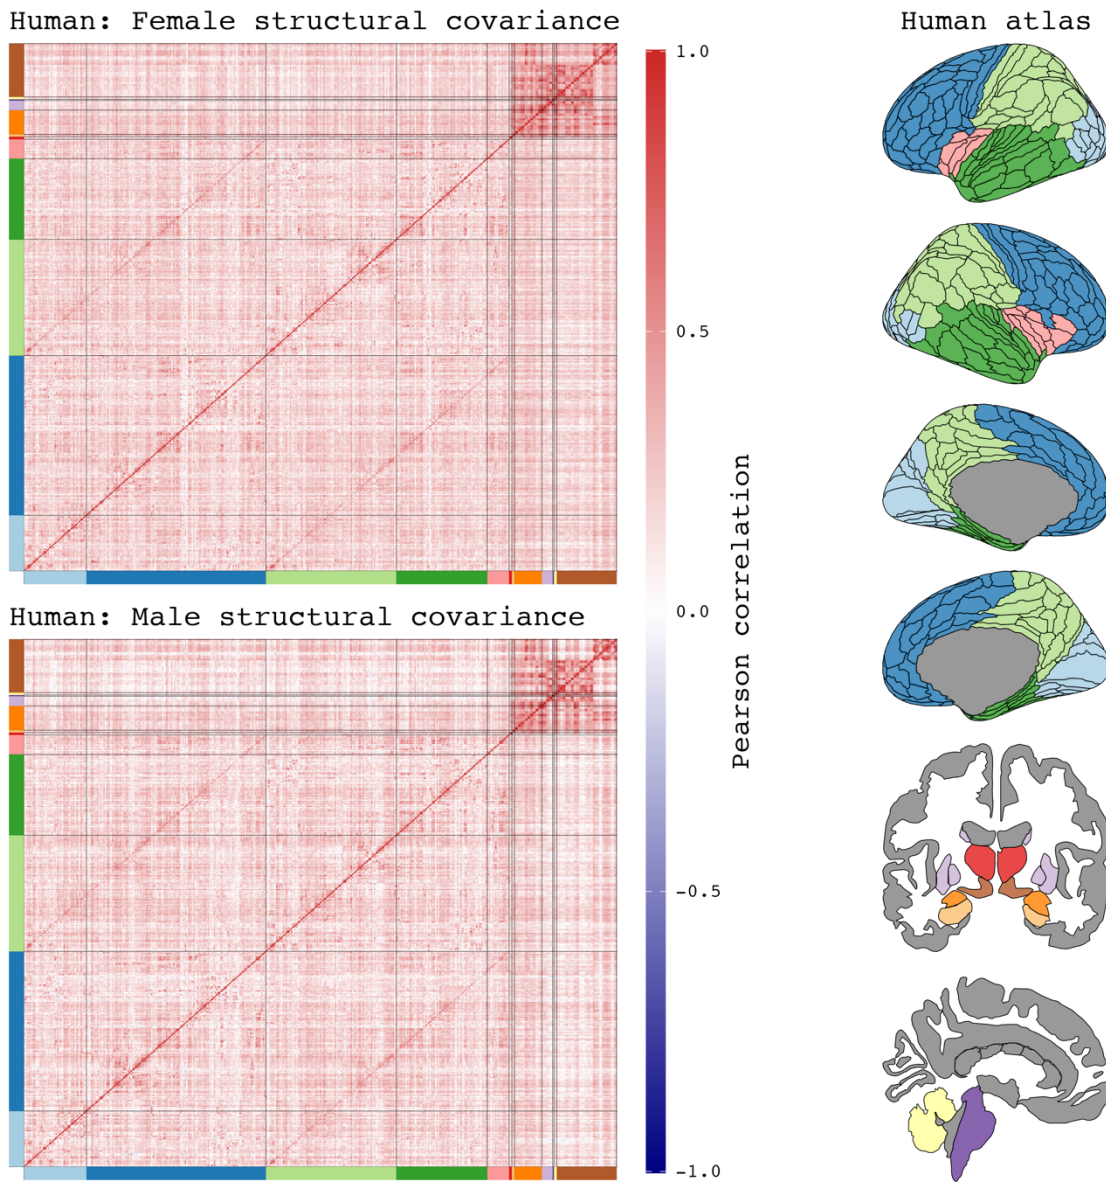 Human: Female structural covariance
Human atlas
1.0
0.5
0.0
-0.5
-1.0
Pearson correlation
Human: Male structural covariance